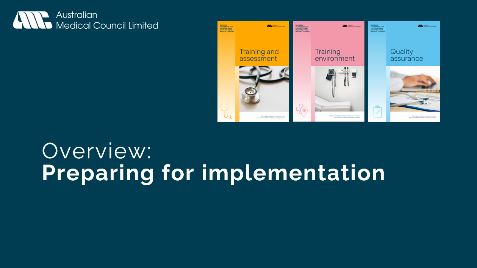 Australian
Medical Council Limited
Training and
assessment
Training
environment
Quality
assurance
Overview:
Preparing for implementation